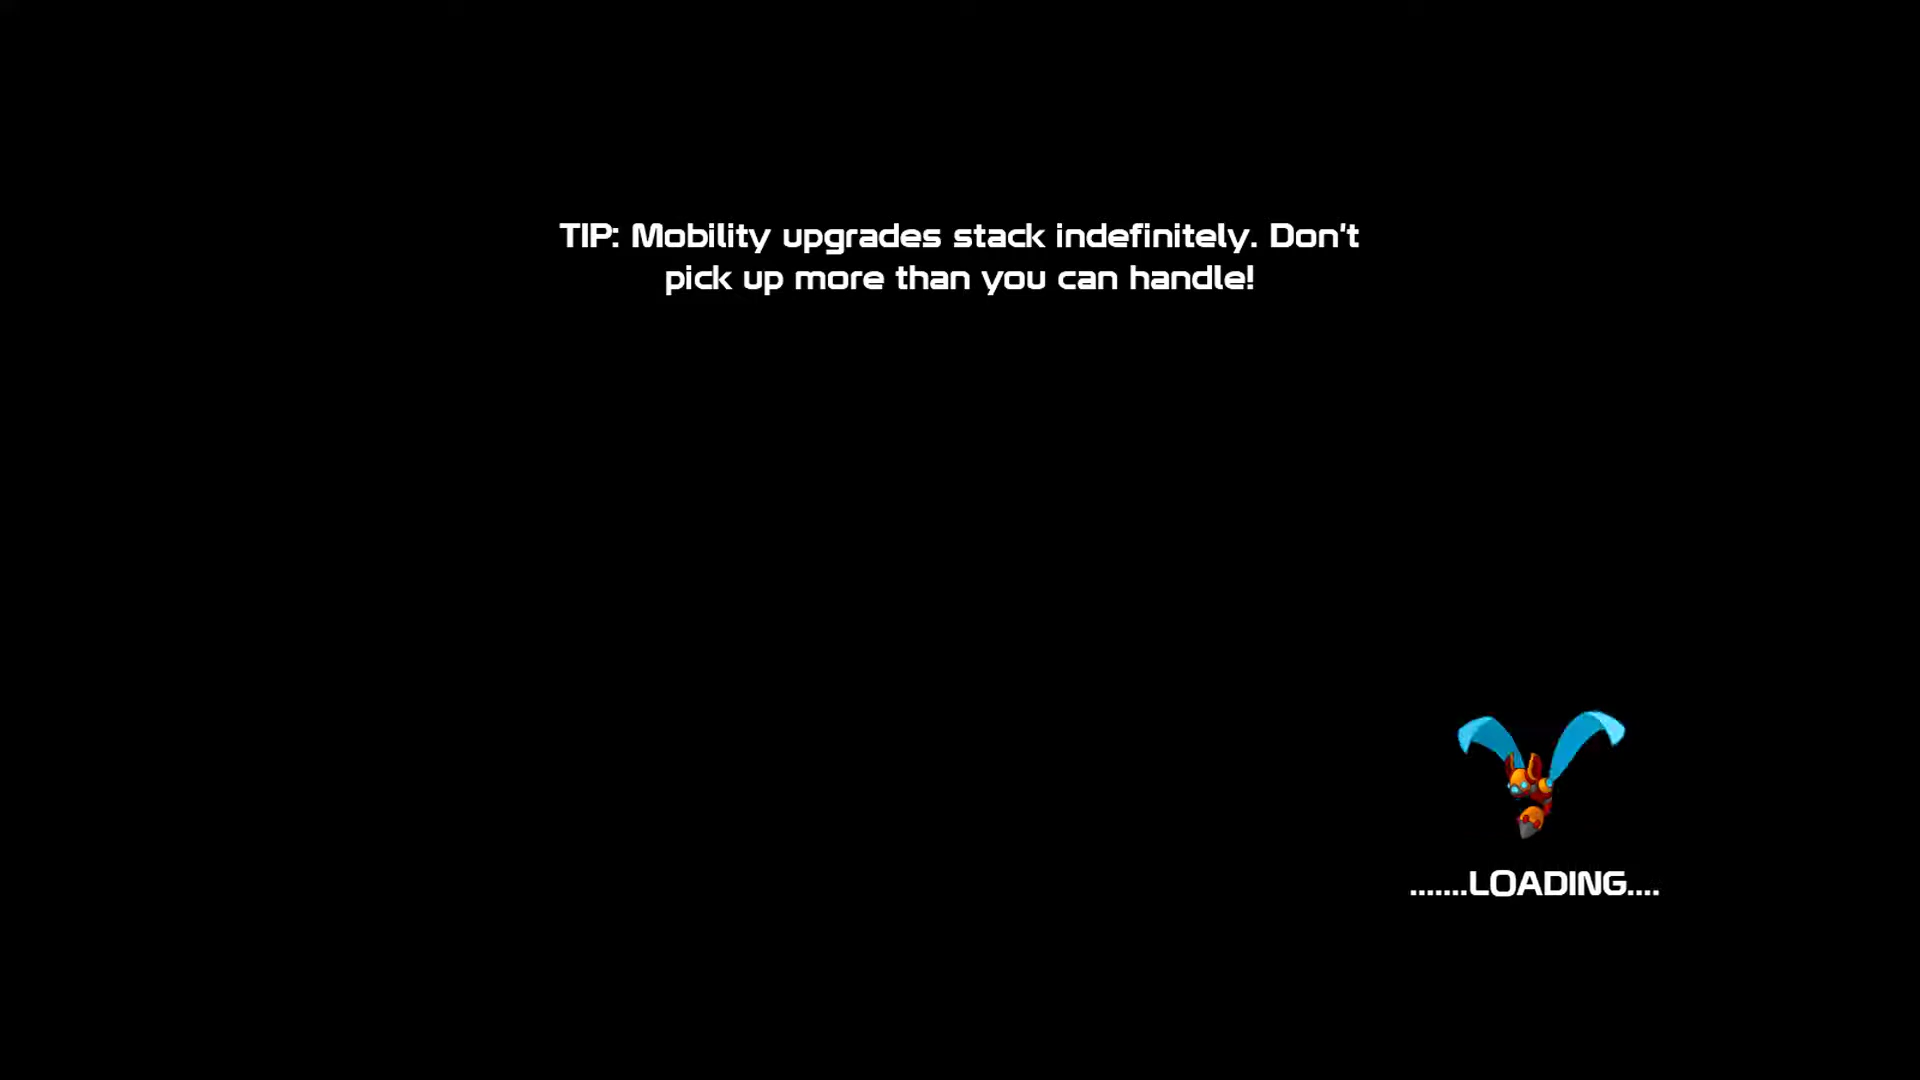 TIP: Mobility upgrades stack indefinitely. Don't
pick up more than you can handle!
.......LOADING....